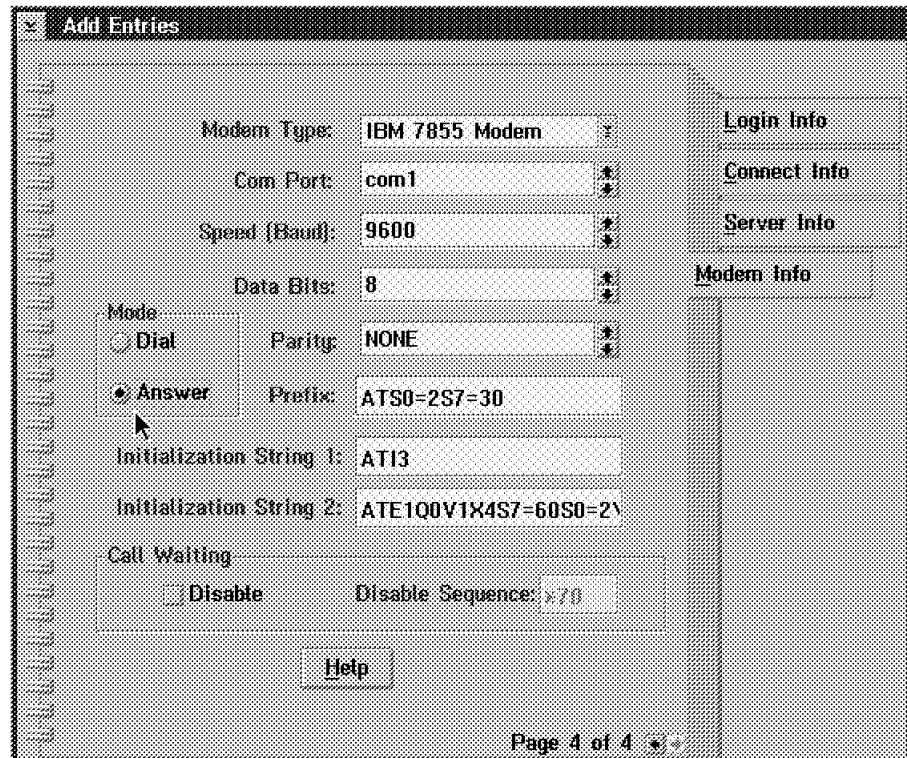 Add Entries
Modem Type: IBM 7855 Modem
Login Info
Com Port: com1
Connect Info
Speed (Baud): 9600
Server Info
Data Bits: 8
Modem Info
Mode
Dial
Parity: NONE
Answer
Prefix: ATS0=2S7=30
Initialization String 1: ATI3
Initialization String 2: ATE1Q0V1X4S7=60S0=2\
Call Waiting
Disable
Disable Sequence: *70
Help
Page 4 of 4